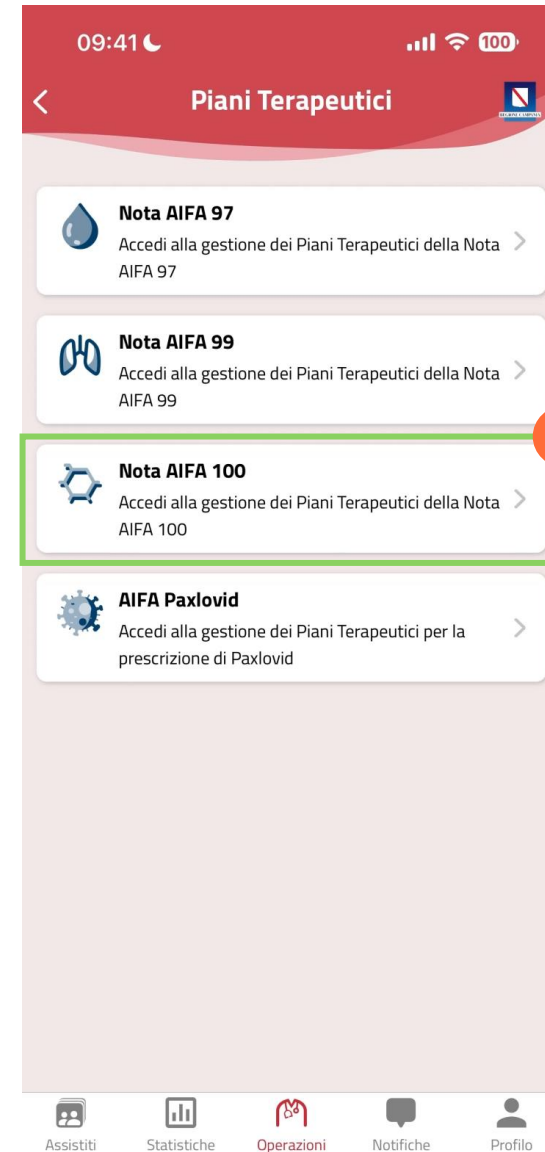 09:41
100
Piani Terapeutici
REGIONE CAMPANIA
Nota AIFA 97
Accedi alla gestione dei Piani Terapeutici della Nota
AIFA 97
Nota AIFA 99
Accedi alla gestione dei Piani Terapeutici della Nota
AIFA 99
Nota AIFA 100
Accedi alla gestione dei Piani Terapeutici della Nota
AIFA 100
AIFA Paxlovid
Accedi alla gestione dei Piani Terapeutici per la
prescrizione di Paxlovid
Assistiti Statistiche Operazioni Notifiche Profilo